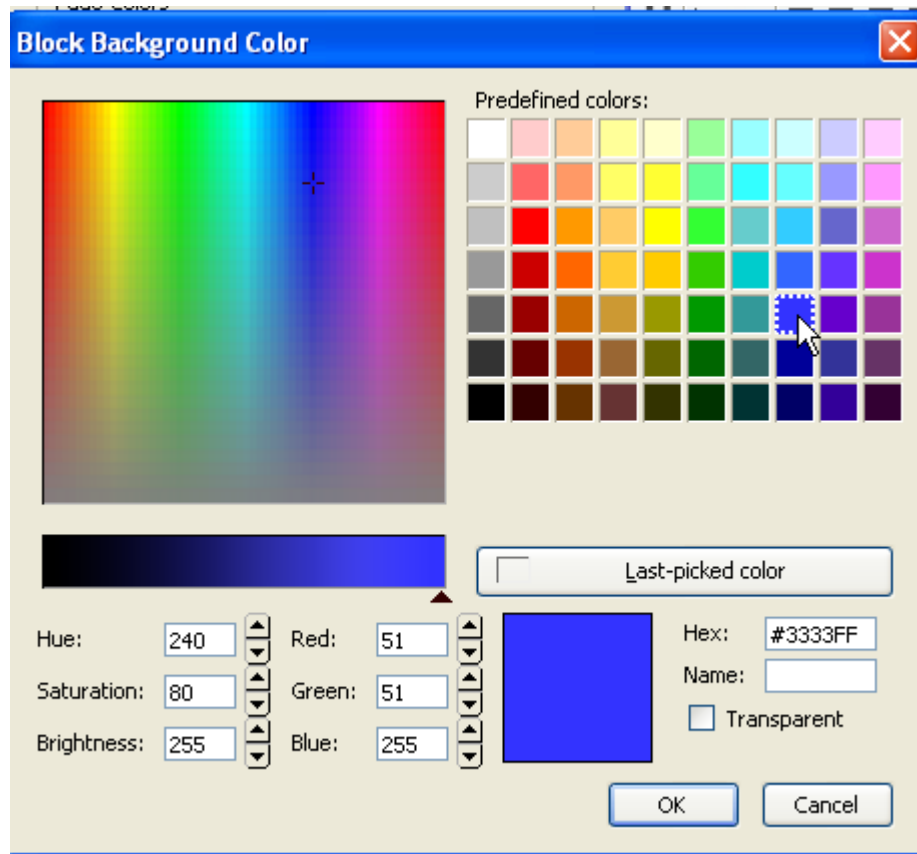 Block Background Color
Predefined colors:
Last-picked color
Hue: 240 Red: 51 Hex: #3333FF
Saturation: 80 Green: 51 Name:
Transparent
Brightness: 255 Blue: 255
OK Cancel